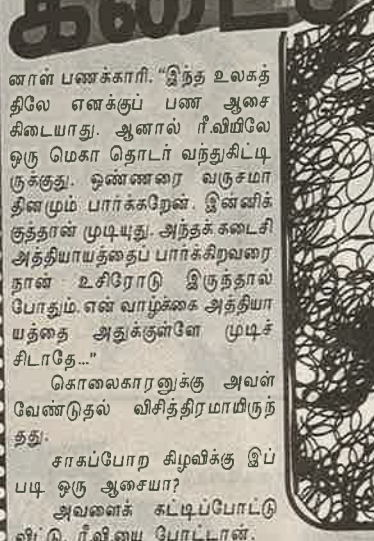 கடைசி
னாள் பணக்காரி. “இந்த உலகத்
திலே எனக்குப் பண ஆசை
கிடையாது. ஆனால் ரீ.வியிலே
ஒரு மெகா தொடர் வந்துகிட்டி
ருக்குது. ஒண்ணரை வருசமா
தினமும் பார்க்கறேன். இன்னிக்
குத்தான் முடியுது. அந்தக் கடைசி
அத்தியாயத்தைப் பார்க்கிறவரை
நான் உசிரோடு இருந்தால்
போதும். என் வாழ்க்கை அத்தியா
யத்தை அதுக்குள்ளே முடிச்
சிடாதே...”
கொலைகாரனுக்கு அவள்
வேண்டுதல் விசித்திரமாயிருந்
தது.
சாகப்போற கிழவிக்கு இப்
படி ஒரு ஆசையா?
அவளைக் கட்டிப்போட்டு
விட்டு, ரீ.வியை போட்டான்.